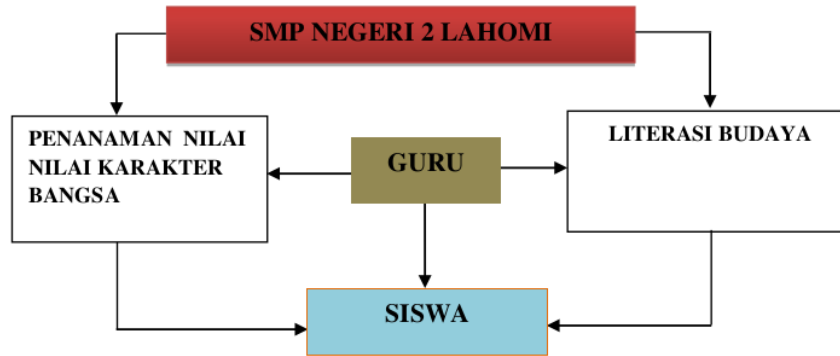 SMP NEGERI 2 LAHOMI
PENANAMAN NILAI
NILAI KARAKTER
BANGSA
GURU
LITERASI BUDAYA
SISWA